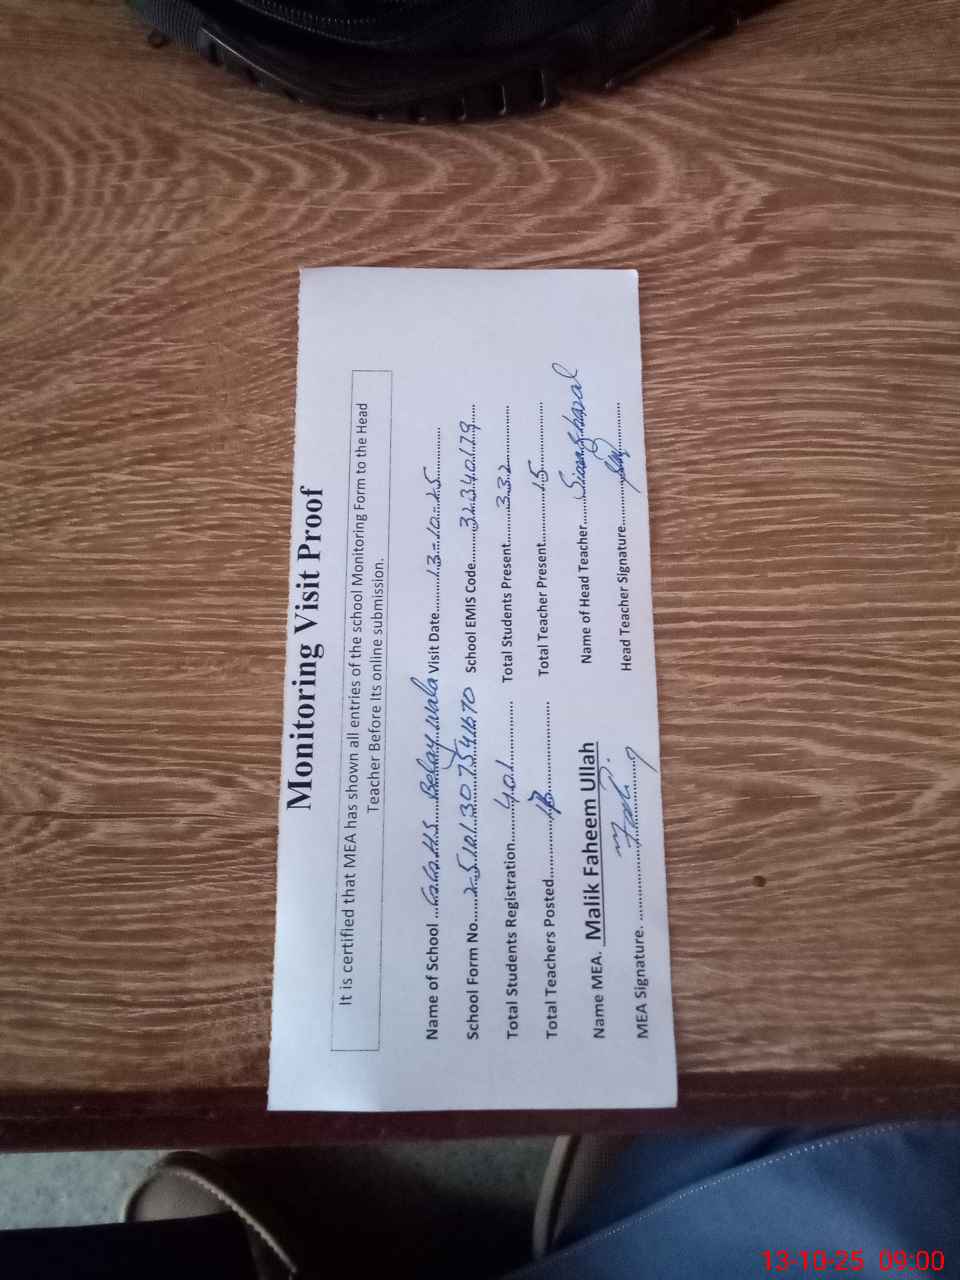 Monitoring Visit Proof
It is certified that MEA has shown all entries of the school Monitoring Form to the Head
Teacher Before Its online submission.
Name of School ...G.G.H.S...Behay Wala Visit Date.........13-10-25.........
School Form No......... School EMIS Code.........32340179.....
Total Students Registration.........401............... Total Students Present.........332...............
Total Teachers Posted............... Total Teacher Present...............15...............
Name MEA. Malik Faheem Ullah Name of Head Teacher.........
MEA Signature. ............... Head Teacher Signature...............
13-10-25 09:00